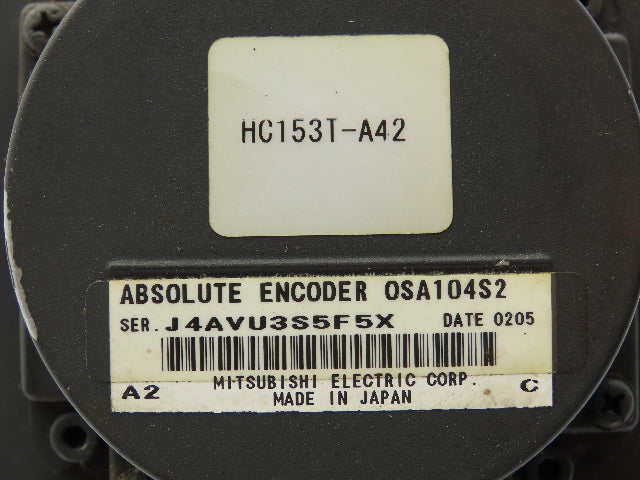 HC153T-A42
ABSOLUTE ENCODER OSA104S2
SER. J4AVU3S5F5X DATE 0205
A2 MITSUBISHI ELECTRIC CORP. C
MADE IN JAPAN